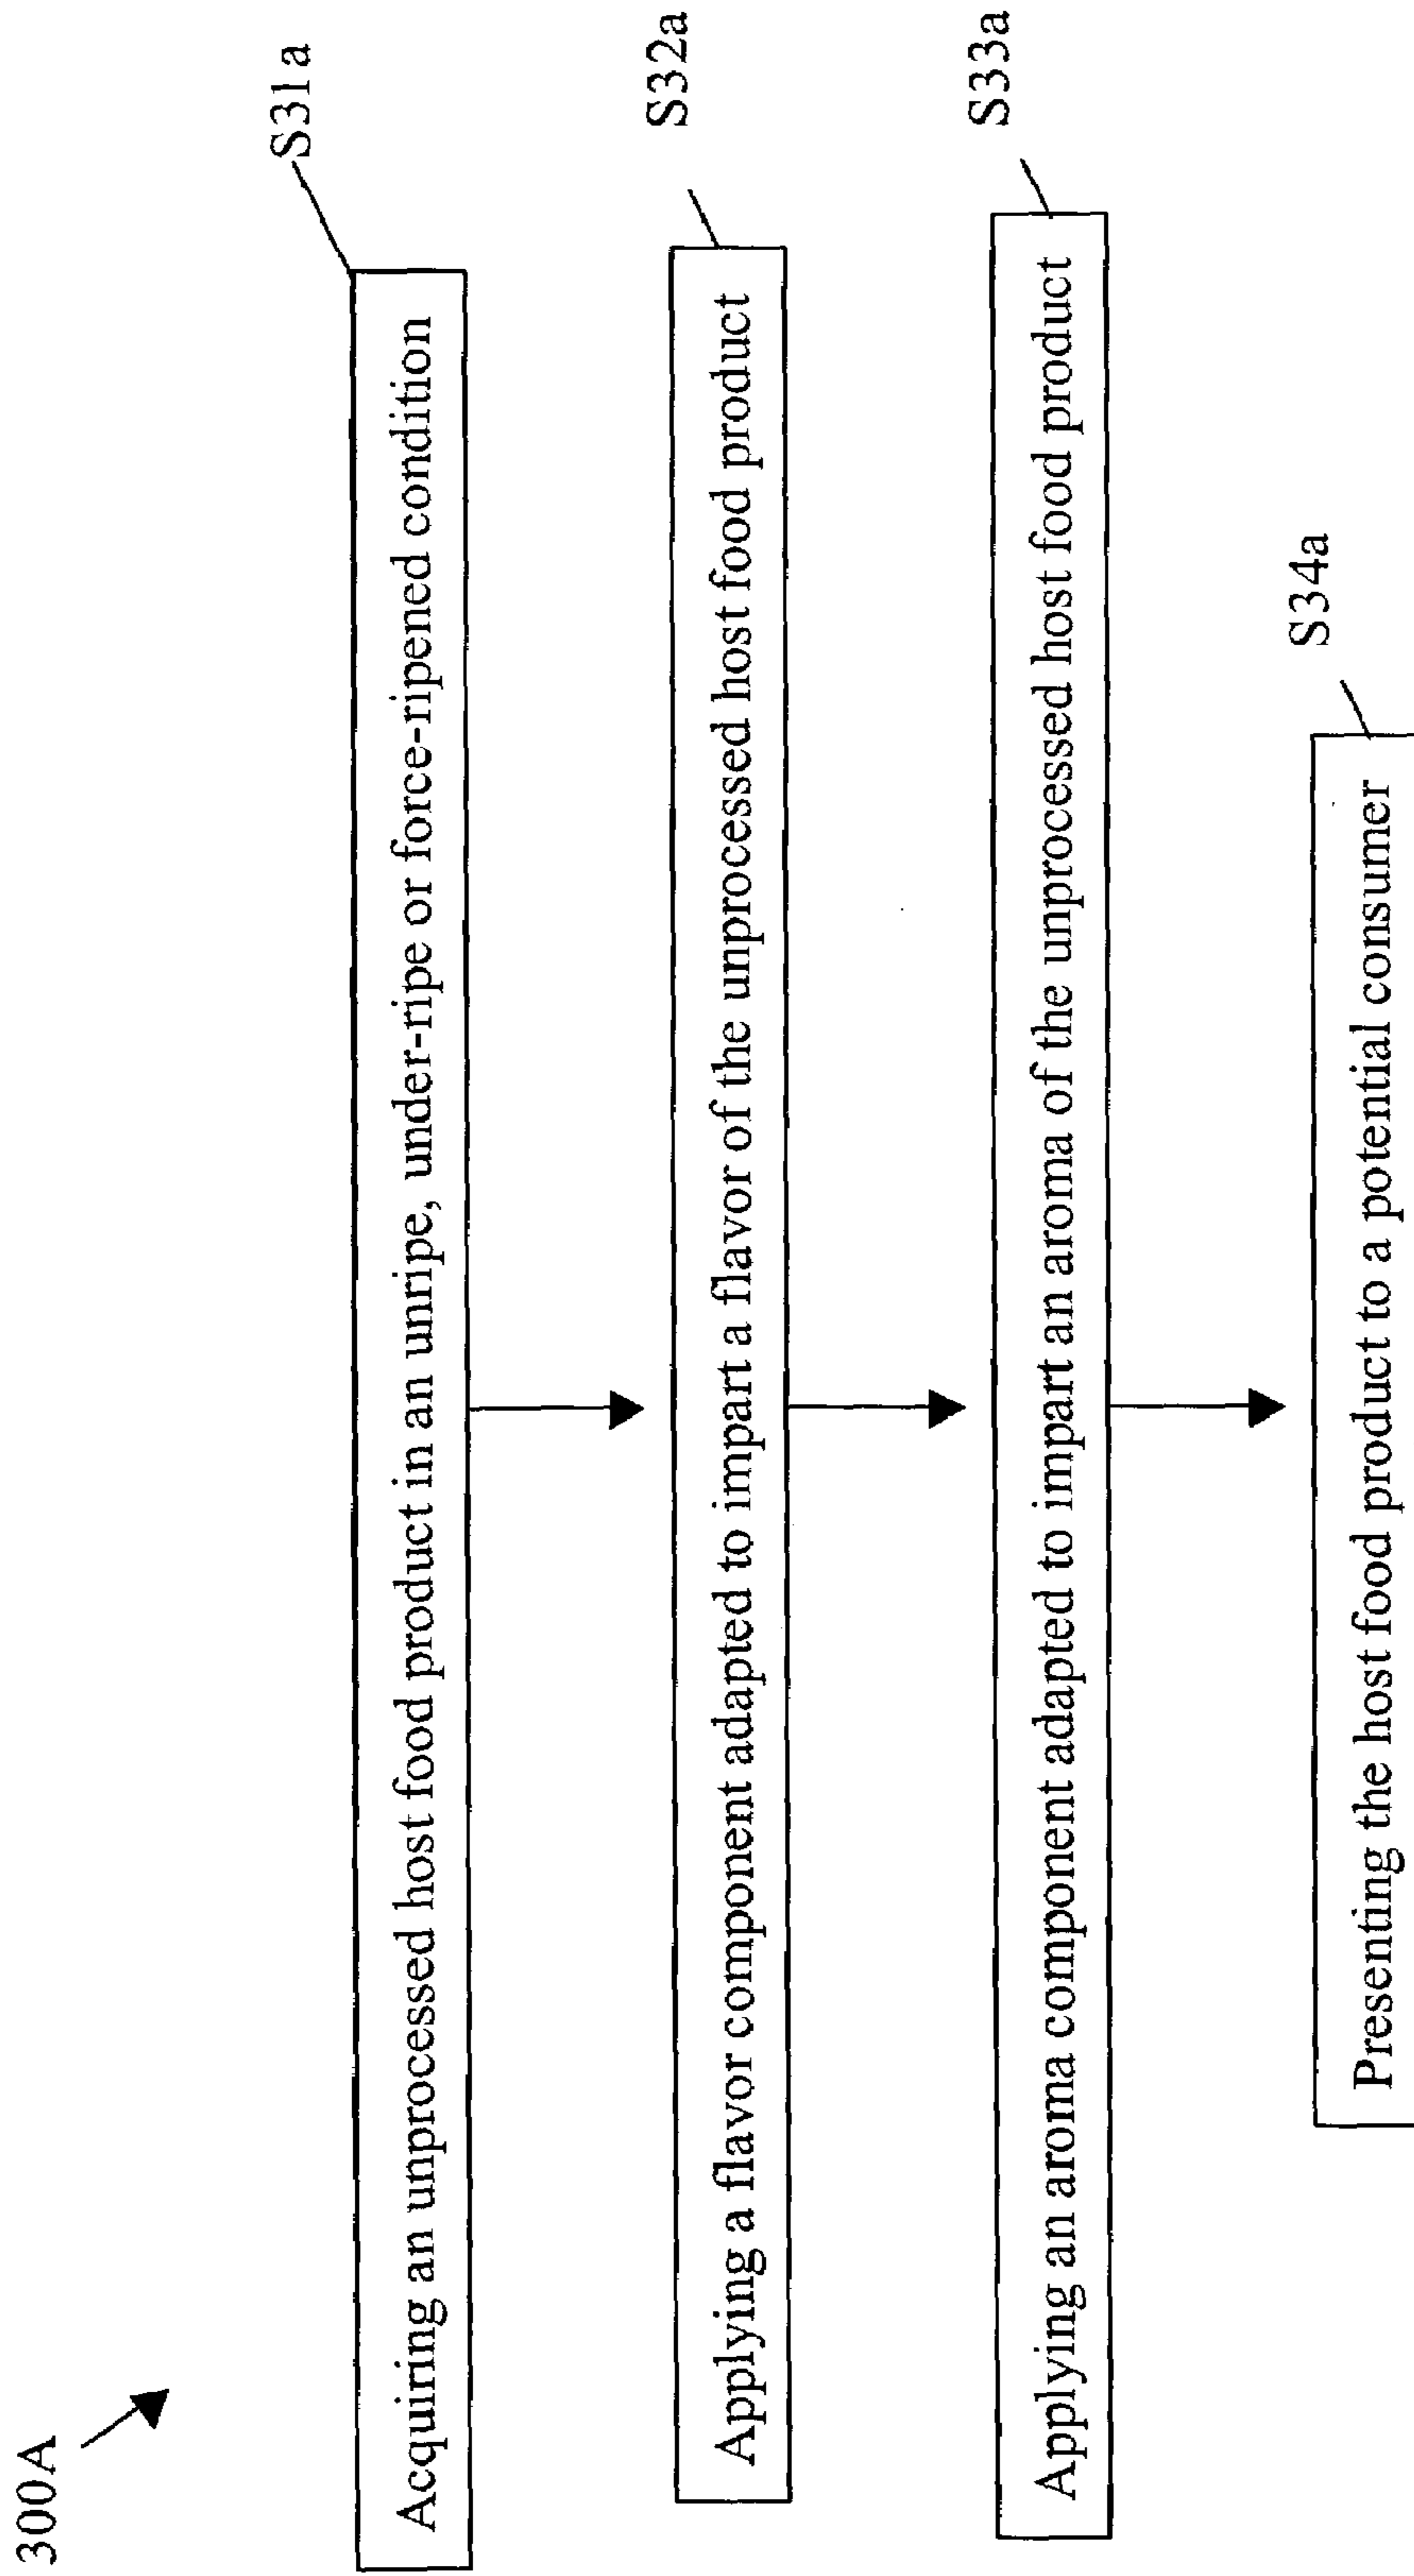 300A
S31a
Acquiring an unprocessed host food product in an unripe, under-ripe or force-ripened condition
S32a
Applying a flavor component adapted to impart a flavor of the unprocessed host food product
S33a
Applying an aroma component adapted to impart an aroma of the unprocessed host food product
S34a
Presenting the host food product to a potential consumer